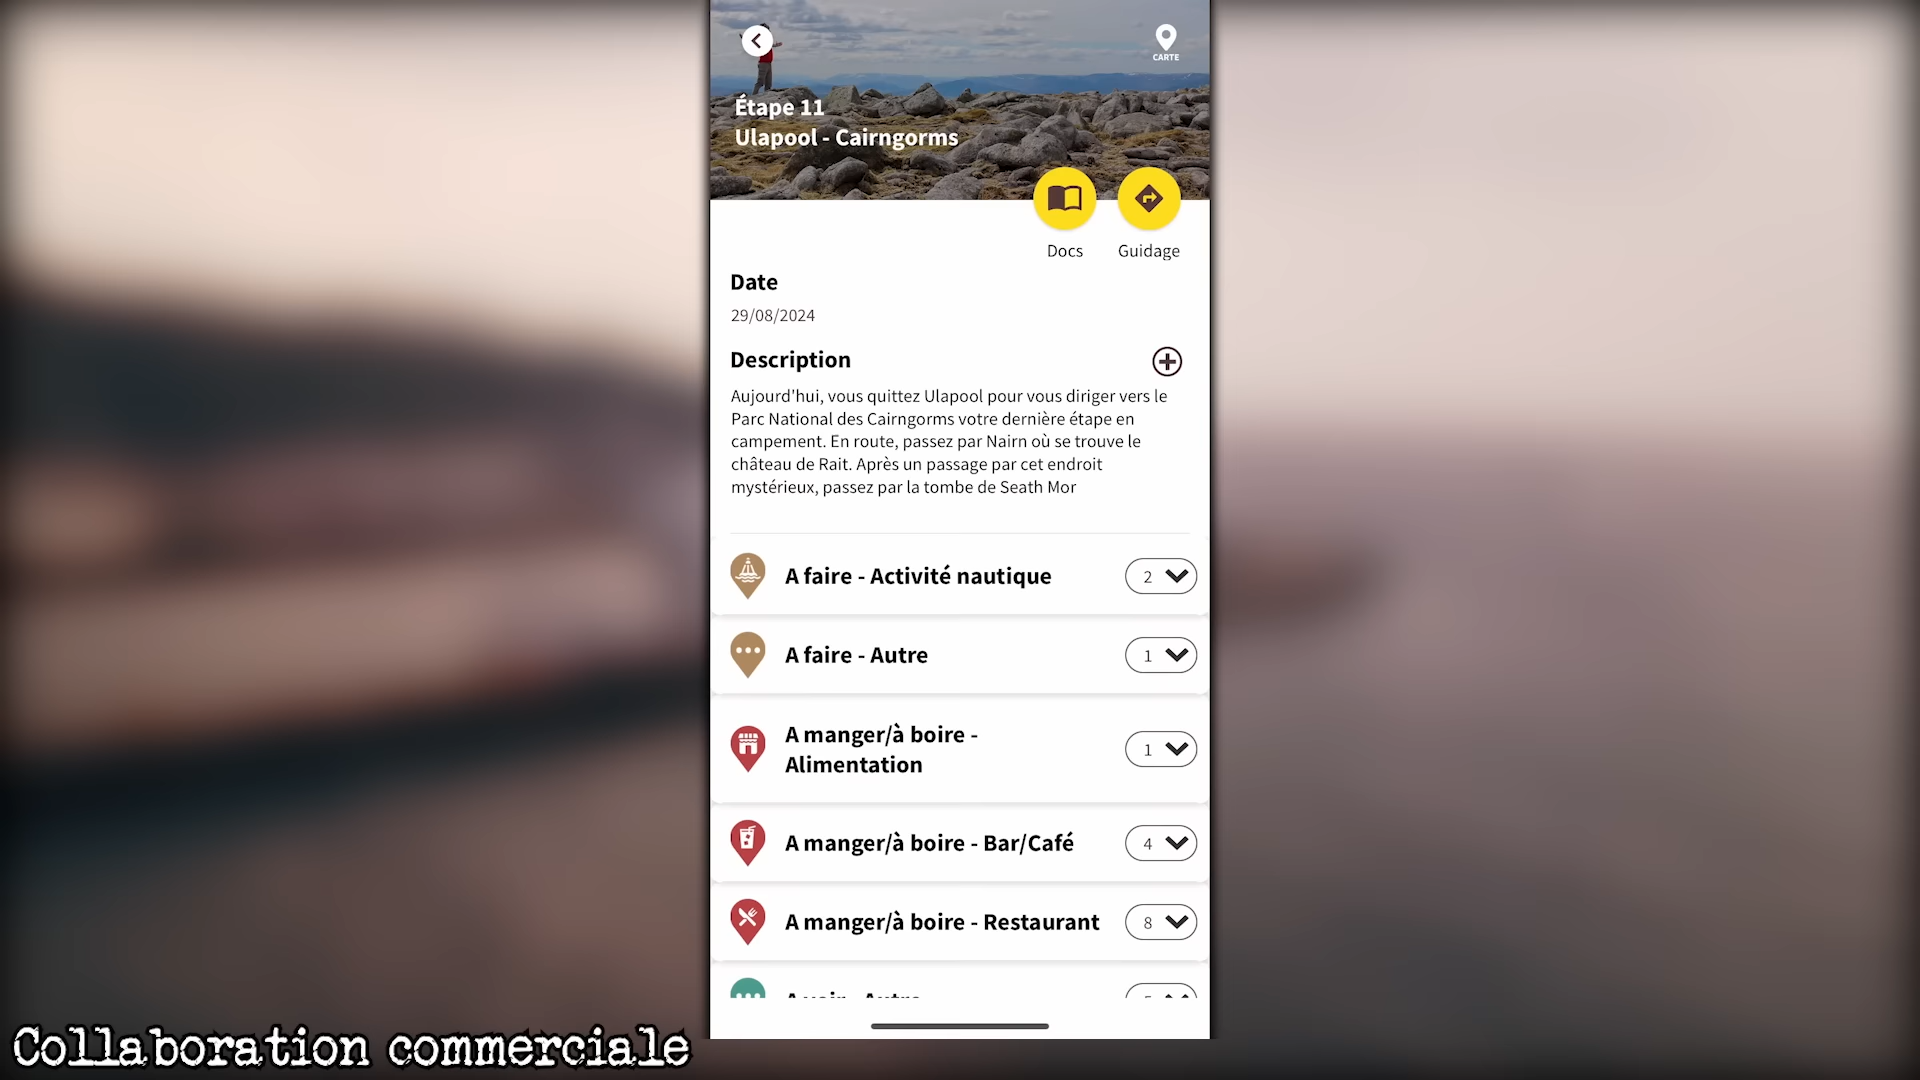 CARTE
Étape 11
Ulapool - Cairngorms
Docs
Guidage
Date
29/08/2024
Description
Aujourd'hui, vous quittez Ulapool pour vous diriger vers le
Parc National des Cairngorms votre dernière étape en
campement. En route, passez par Nairn où se trouve le
château de Rait. Après un passage par cet endroit
mystérieux, passez par la tombe de Seath Mor
A faire - Activité nautique
2
A faire - Autre
1
A manger/à boire -
Alimentation
1
A manger/à boire - Bar/Café
4
A manger/à boire - Restaurant
8
A voir - Autre
Collaboration commerciale